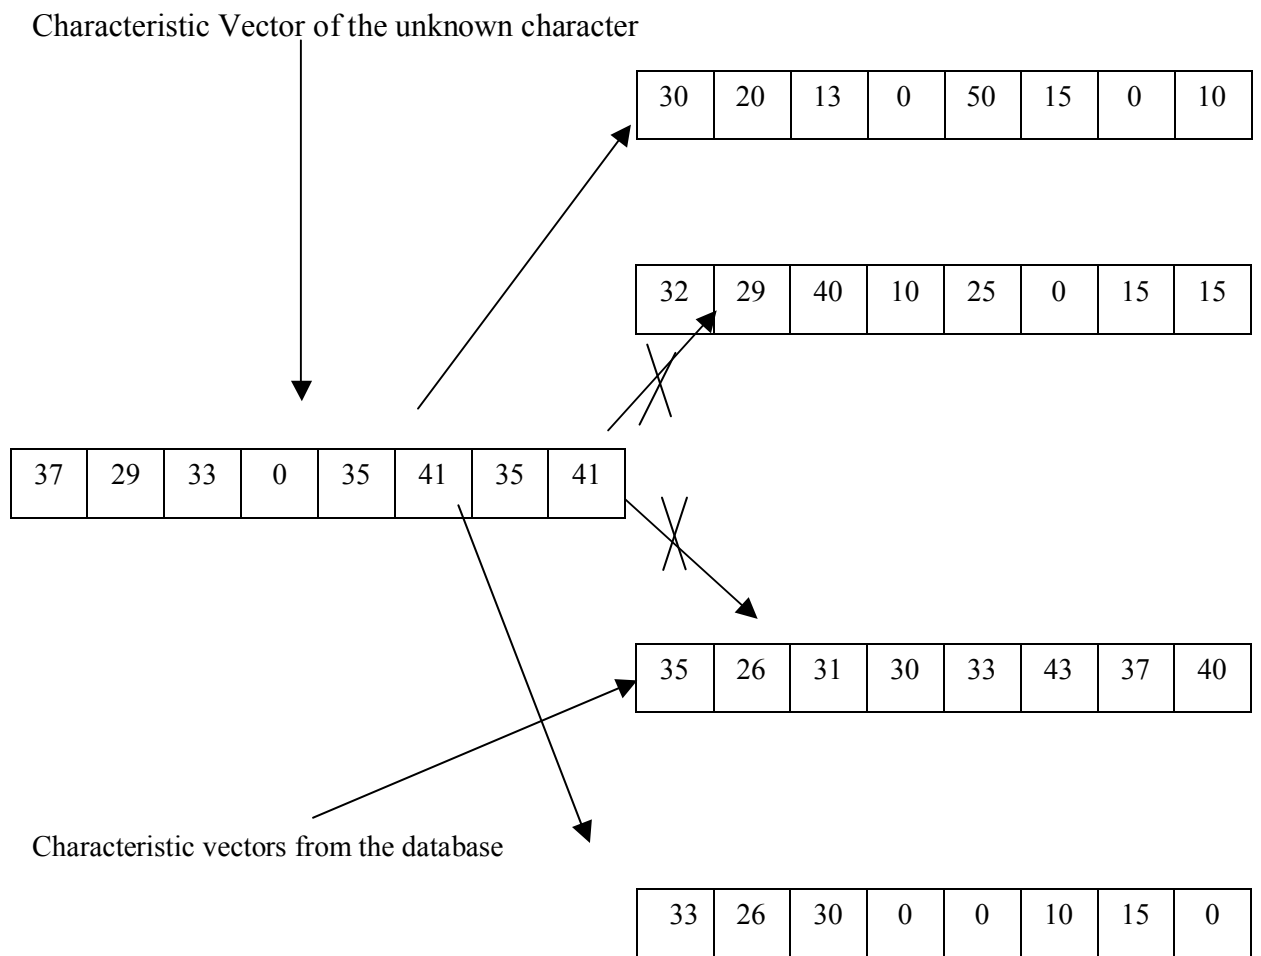 Characteristic Vector of the unknown character
30 20 13 0 50 15 0 10
32 29 40 10 25 0 15 15
37 29 33 0 35 41 35 41
35 26 31 30 33 43 37 40
Characteristic vectors from the database
33 26 30 0 0 10 15 0